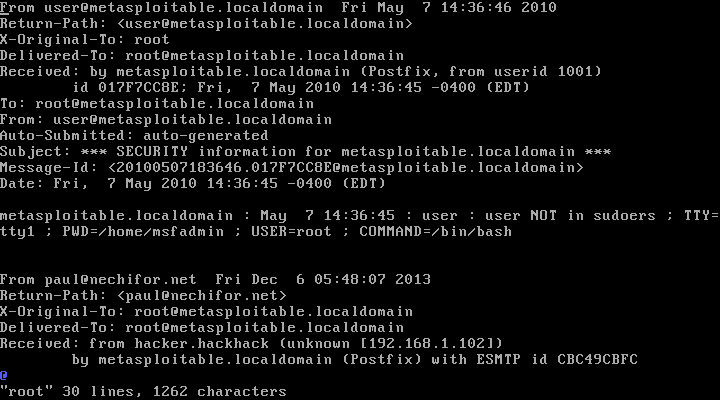 From user@metasploitable.localdomain  Fri May  7 14:36:46 2010
Return-Path: <user@metasploitable.localdomain>
X-Original-To: root
Delivered-To: root@metasploitable.localdomain
Received: by metasploitable.localdomain (Postfix, from userid 1001)
        id 017F7CC8E; Fri,  7 May 2010 14:36:45 -0400 (EDT)
To: root@metasploitable.localdomain
From: user@metasploitable.localdomain
Auto-Submitted: auto-generated
Subject: *** SECURITY information for metasploitable.localdomain ***
Message-Id: <20100507183646.017F7CC8E@metasploitable.localdomain>
Date: Fri,  7 May 2010 14:36:45 -0400 (EDT)

metasploitable.localdomain : May  7 14:36:45 : user : user NOT in sudoers ; TTY=
tty1 ; PWD=/home/msfadmin ; USER=root ; COMMAND=/bin/bash


From paul@nechifor.net  Fri Dec  6 05:48:07 2013
Return-Path: <paul@nechifor.net>
X-Original-To: root@metasploitable.localdomain
Delivered-To: root@metasploitable.localdomain
Received: from hacker.hackhack (unknown [192.168.1.102])
        by metasploitable.localdomain (Postfix) with ESMTP id CBC49CBFC
@
"root" 30 lines, 1262 characters